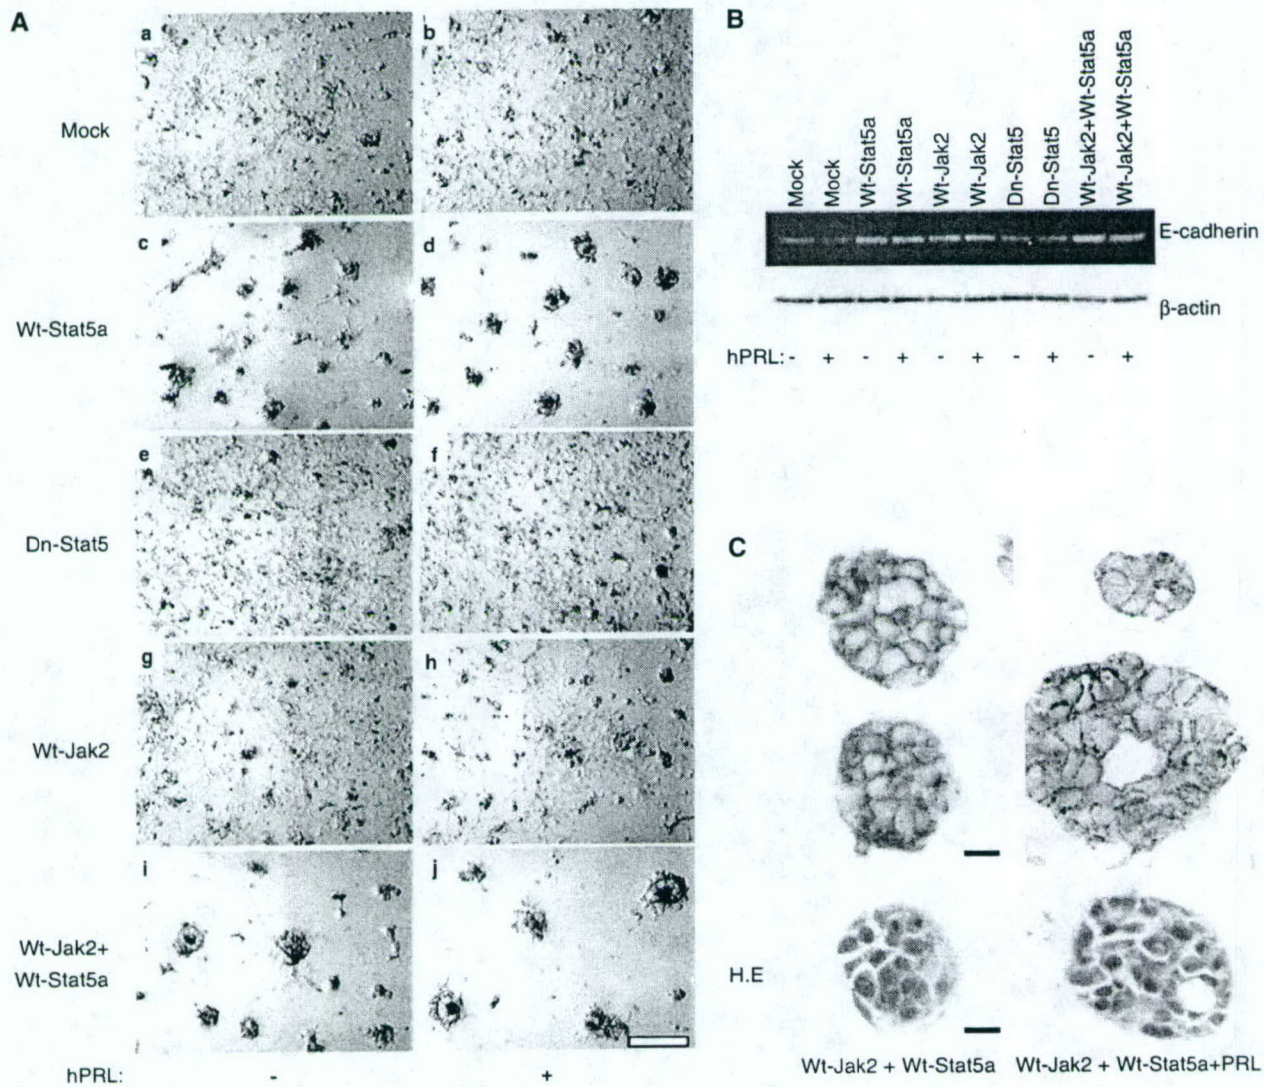 A
a
b
Mock
c
d
Wt-Stat5a
e
f
Dn-Stat5
g
h
Wt-Jak2
i
j
Wt-Jak2+
Wt-Stat5a
hPRL: - +
B
Mock
Mock
Wt-Stat5a
Wt-Stat5a
Wt-Jak2
Wt-Jak2
Dn-Stat5
Dn-Stat5
Wt-Jak2+Wt-Stat5a
Wt-Jak2+Wt-Stat5a
E-cadherin
β-actin
hPRL: - + - + - + - + - +
C
H.E
Wt-Jak2 + Wt-Stat5a
Wt-Jak2 + Wt-Stat5a+PRL